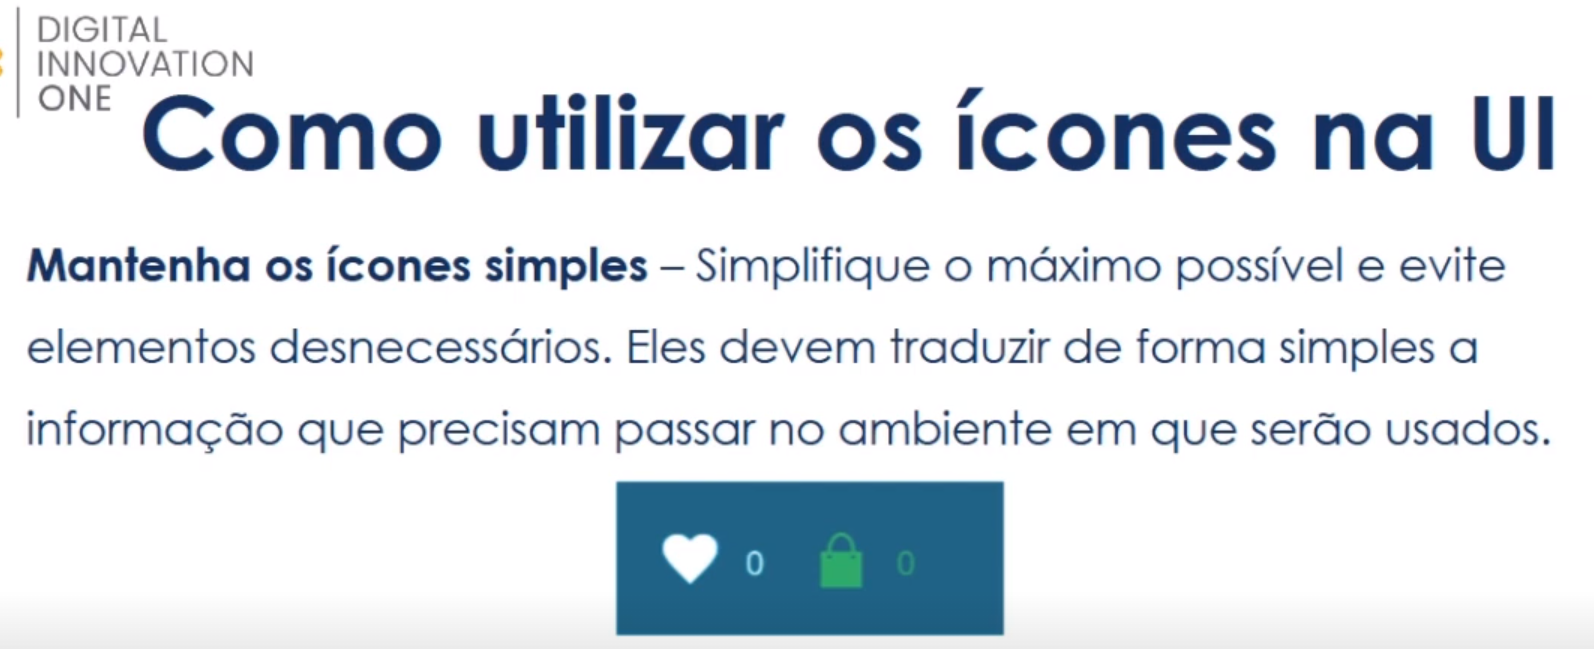 DIGITAL
INNOVATION
ONE
Como utilizar os ícones na UI
Mantenha os ícones simples – Simplifique o máximo possível e evite
elementos desnecessários. Eles devem traduzir de forma simples a
informação que precisam passar no ambiente em que serão usados.
0 0